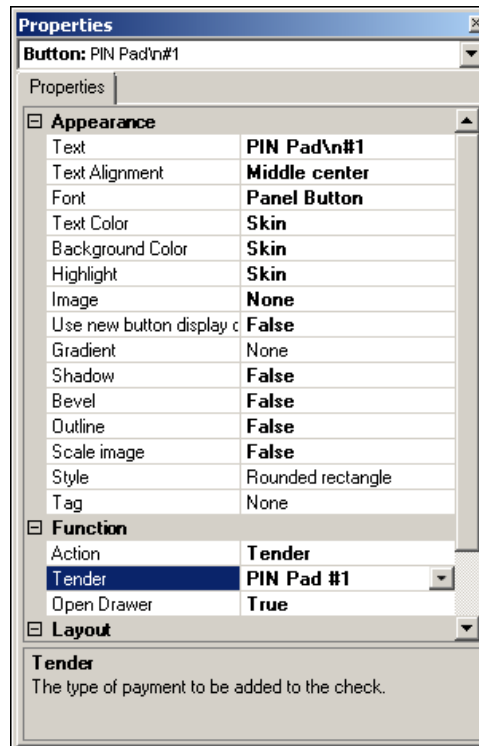 Properties
Button: PIN Pad\n#1
Properties
Appearance
Text PIN Pad\n#1
Text Alignment Middle center
Font Panel Button
Text Color Skin
Background Color Skin
Highlight Skin
Image None
Use new button display False
Gradient None
Shadow False
Bevel False
Outline False
Scale image False
Style Rounded rectangle
Tag None
Function
Action Tender
Tender PIN Pad #1
Open Drawer True
Layout
Tender
The type of payment to be added to the check.